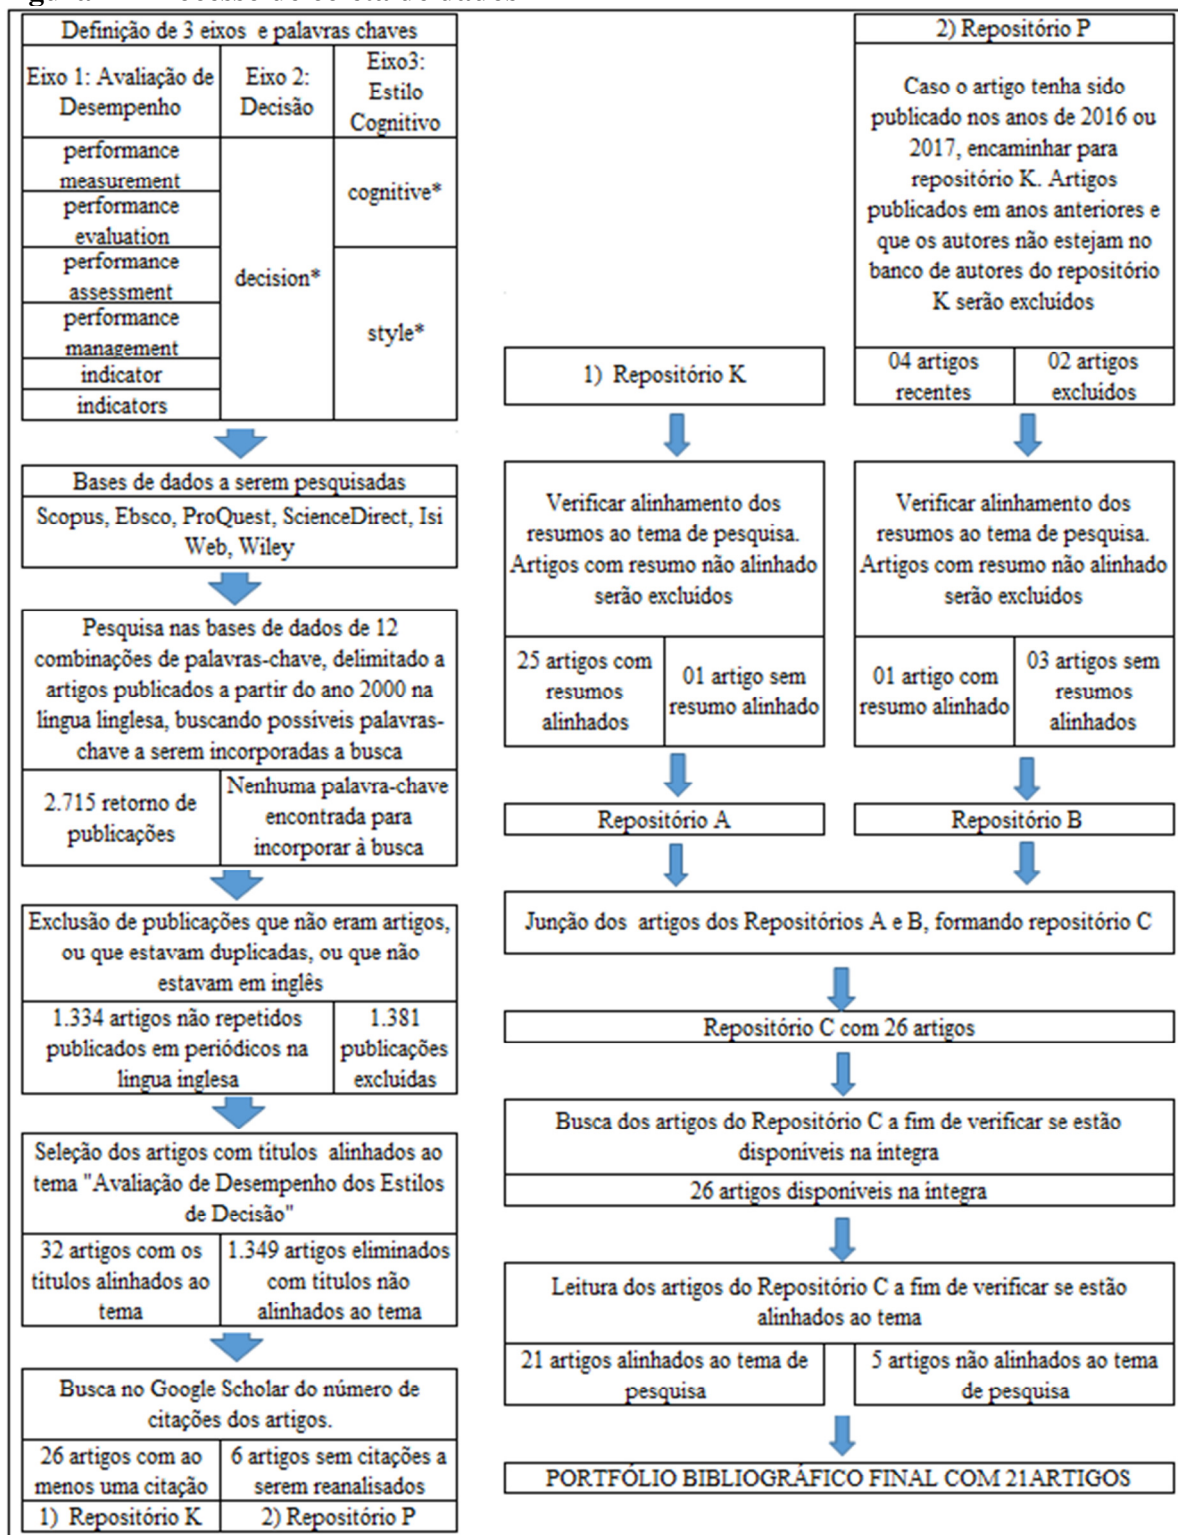 Definição de 3 eixos e palavras chaves
Eixo 1: Avaliação de
Desempenho
Eixo 2:
Decisão
Eixo3:
Estilo
Cognitivo
performance
measurement
performance
evaluation
performance
assessment
performance
management
indicator
indicators
decision*
cognitive*
style*
Bases de dados a serem pesquisadas
Scopus, Ebsco, ProQuest, ScienceDirect, Isi
Web, Wiley
Pesquisa nas bases de dados de 12
combinações de palavras-chave, delimitado a
artigos publicados a partir do ano 2000 na
lingua linglesa, buscando possíveis palavras-
chave a serem incorporadas a busca
2.715 retorno de
publicações
Nenhuma palavra-chave
encontrada para
incorporar à busca
Exclusão de publicações que não eram artigos,
ou que estavam duplicadas, ou que não
estavam em inglês
1.334 artigos não repetidos
publicados em periódicos na
lingua inglesa
1.381
publicações
excluídas
Seleção dos artigos com títulos alinhados ao
tema "Avaliação de Desempenho dos Estilos
de Decisão"
32 artigos com os
títulos alinhados ao
tema
1.349 artigos eliminados
com títulos não
alinhados ao tema
Busca no Google Scholar do número de
citações dos artigos.
26 artigos com ao
menos uma citação
6 artigos sem citações a
serem reanalisados
1) Repositório K
2) Repositório P
2) Repositório P
Caso o artigo tenha sido
publicado nos anos de 2016 ou
2017, encaminhar para
repositório K. Artigos
publicados em anos anteriores e
que os autores não estejam no
banco de autores do repositório
K serão excluídos
04 artigos
recentes
02 artigos
excluídos
1) Repositório K
Verificar alinhamento dos
resumos ao tema de pesquisa.
Artigos com resumo não alinhado
serão excluídos
25 artigos com
resumos
alinhados
01 artigo sem
resumo alinhado
Verificar alinhamento dos
resumos ao tema de pesquisa.
Artigos com resumo não alinhado
serão excluídos
01 artigo com
resumo alinhado
03 artigos sem
resumos
alinhados
Repositório A
Repositório B
Junção dos artigos dos Repositórios A e B, formando repositório C
Repositório C com 26 artigos
Busca dos artigos do Repositório C a fim de verificar se estão
disponíveis na íntegra
26 artigos disponíveis na íntegra
Leitura dos artigos do Repositório C a fim de verificar se estão
alinhados ao tema
21 artigos alinhados ao tema de
pesquisa
5 artigos não alinhados ao tema
de pesquisa
PORTFÓLIO BIBLIOGRÁFICO FINAL COM 21ARTIGOS